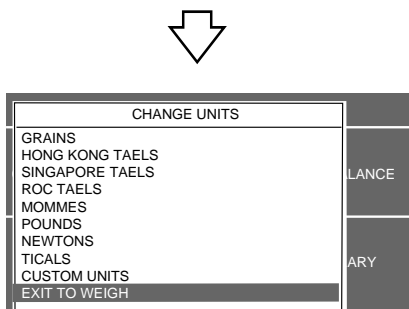 CHANGE UNITS
GRAINS
HONG KONG TAELS
SINGAPORE TAELS
LANCE
ROC TAELS
MOMMES
POUNDS
NEWTONS
TICALS
ARY
CUSTOM UNITS
EXIT TO WEIGH